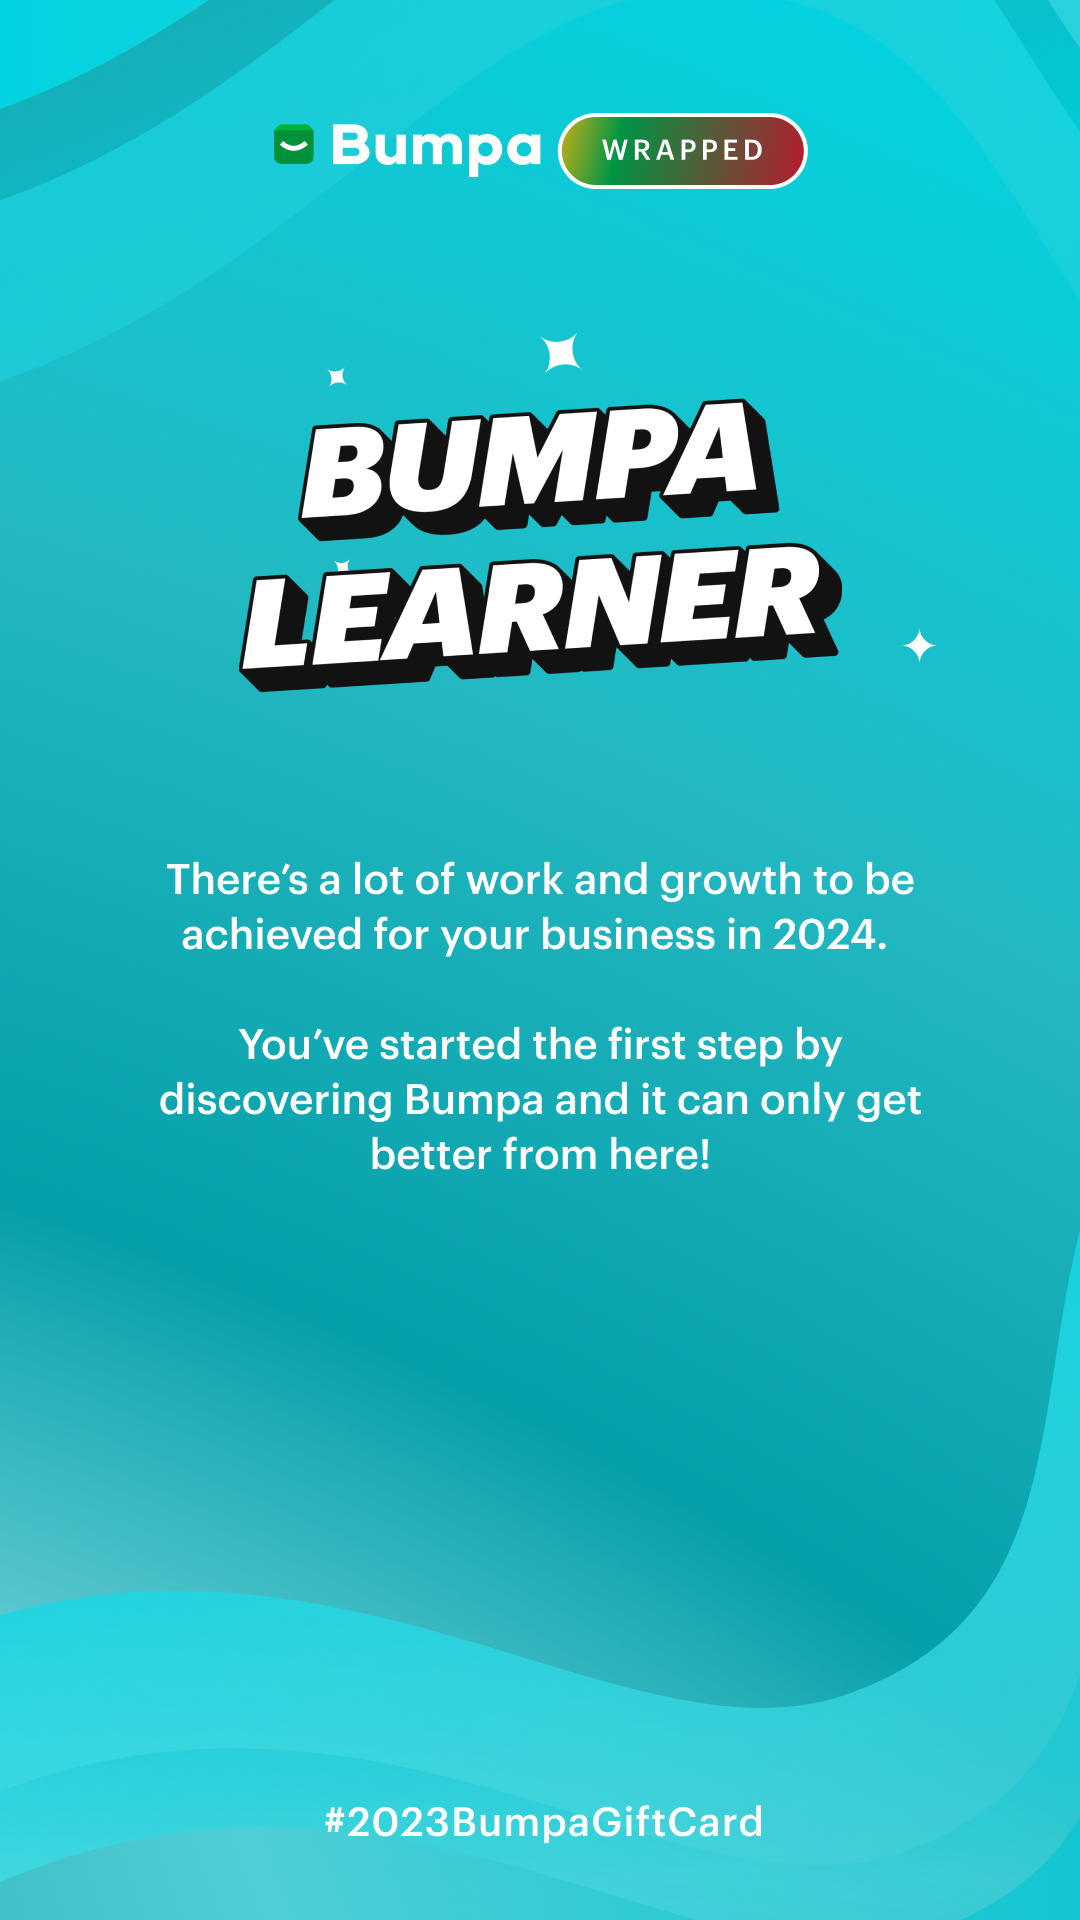 Bumpa WRAPPED
BUMPA
LEARNER
There’s a lot of work and growth to be
achieved for your business in 2024.
You’ve started the first step by
discovering Bumpa and it can only get
better from here!
#2023BumpaGiftCard